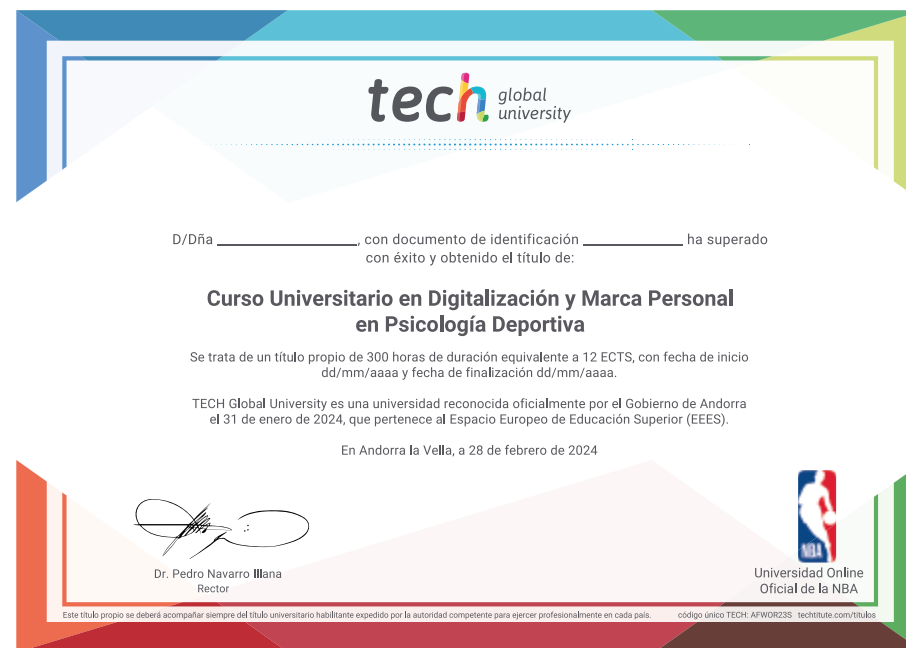 tech global university
D/Dña ____________________, con documento de identificación ______________ ha superado
con éxito y obtenido el título de:
Curso Universitario en Digitalización y Marca Personal
en Psicología Deportiva
Se trata de un título propio de 300 horas de duración equivalente a 12 ECTS, con fecha de inicio
dd/mm/aaaa y fecha de finalización dd/mm/aaaa.
TECH Global University es una universidad reconocida oficialmente por el Gobierno de Andorra
el 31 de enero de 2024, que pertenece al Espacio Europeo de Educación Superior (EEES).
En Andorra la Vella, a 28 de febrero de 2024
Dr. Pedro Navarro Illana
Rector
NBA
Universidad Online
Oficial de la NBA
Este título propio se deberá acompañar siempre del título universitario habilitante expedido por la autoridad competente para ejercer profesionalmente en cada país.
código único TECH: AFWOR23S techtitute.com/titulos